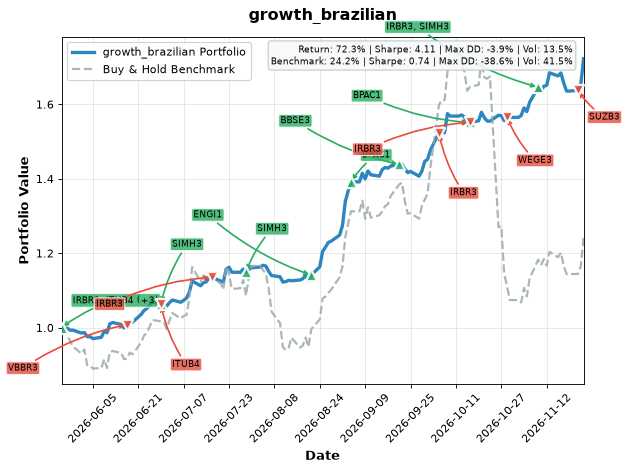 growth_brazilian
IRBR3, SIMH3
growth_brazilian Portfolio
Buy & Hold Benchmark
Return: 72.3% | Sharpe: 4.11 | Max DD: -3.9% | Vol: 13.5%
Benchmark: 24.2% | Sharpe: 0.74 | Max DD: -38.6% | Vol: 41.5%
BPAC1
SUZB3
BBSE3
IRBR3
WEGE3
IRBR3
ENGI1
SIMH3
SIMH3
IRBR3
VBBR3
ITUB4
Portfolio Value
1.6
1.4
1.2
1.0
2026-06-05
2026-06-21
2026-07-07
2026-07-23
2026-08-08
2026-08-24
2026-09-09
2026-09-25
2026-10-11
2026-10-27
2026-11-12
Date